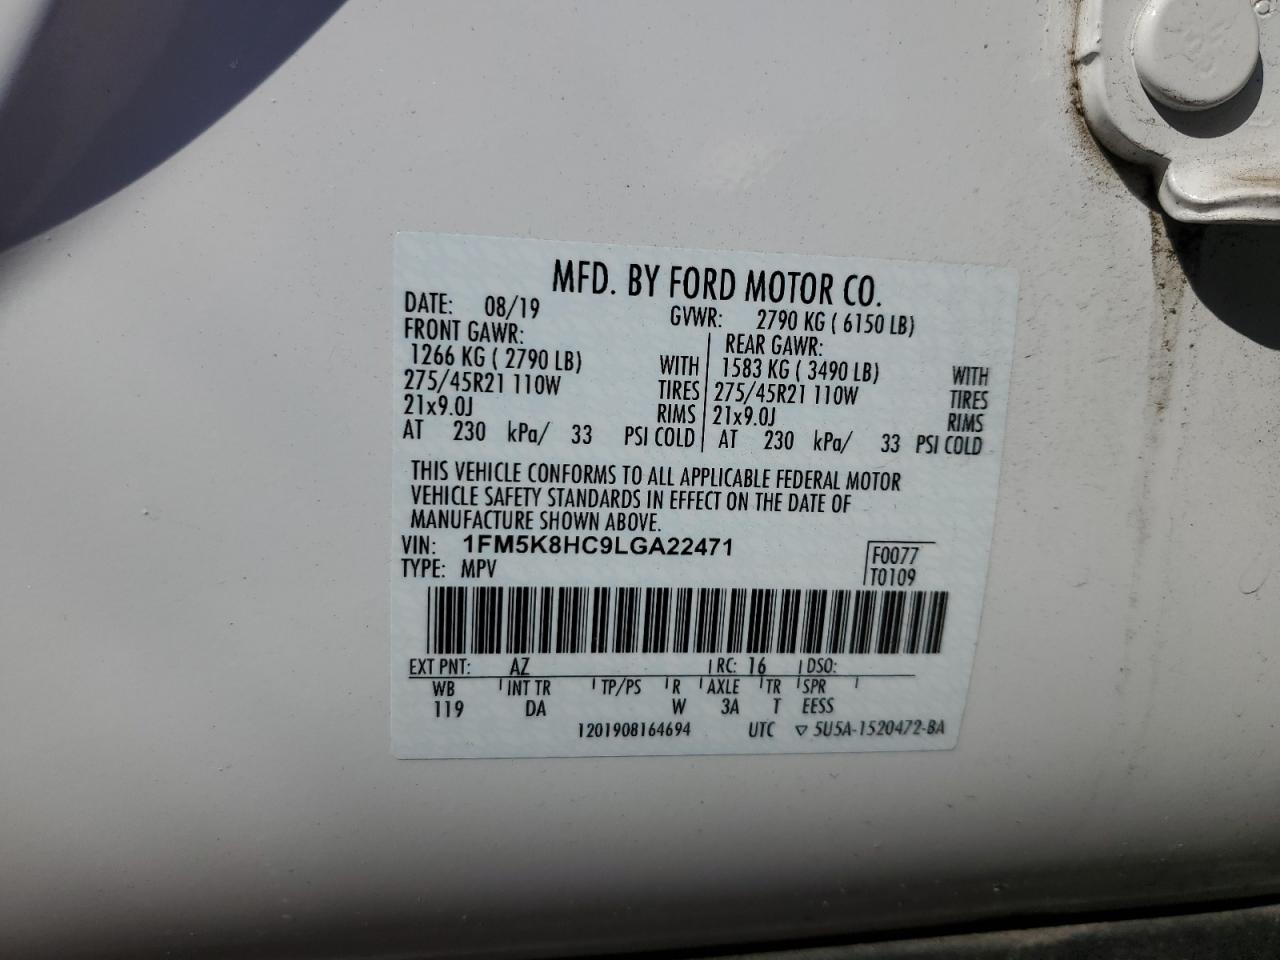 MFD. BY FORD MOTOR CO.
DATE: 08/19 GVWR: 2790 KG ( 6150 LB)
FRONT GAWR: REAR GAWR:
1266 KG ( 2790 LB) WITH 1583 KG ( 3490 LB) WITH
275/45R21 110W TIRES 275/45R21 110W TIRES
21x9.0J RIMS 21x9.0J RIMS
AT 230 kPa/ 33 PSI COLD AT 230 kPa/ 33 PSI COLD
THIS VEHICLE CONFORMS TO ALL APPLICABLE FEDERAL MOTOR
VEHICLE SAFETY STANDARDS IN EFFECT ON THE DATE OF
MANUFACTURE SHOWN ABOVE.
VIN: 1FM5K8HC9LGA22471 F0077
TYPE: MPV T0109
EXT PNT: AZ RC: 16 DSO:
WB INT TR TP/PS R AXLE TR SPR
119 DA W 3A T EESS
1201908164694 UTC ▽ 5U5A-1520472-BA